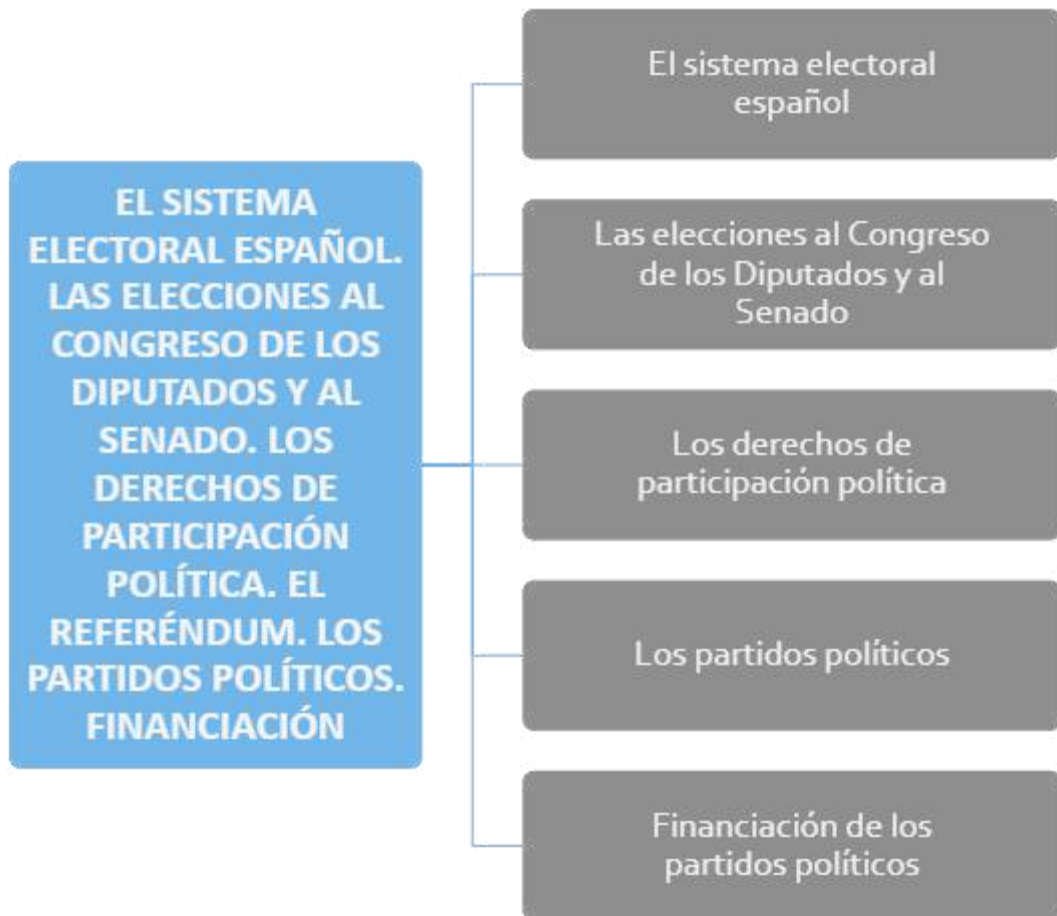 EL SISTEMA
ELECTORAL ESPAÑOL.
LAS ELECCIONES AL
CONGRESO DE LOS
DIPUTADOS Y AL
SENADO. LOS
DERECHOS DE
PARTICIPACIÓN
POLÍTICA. EL
REFERÉNDUM. LOS
PARTIDOS POLÍTICOS.
FINANCIACIÓN
El sistema electoral
español
Las elecciones al Congreso
de los Diputados y al
Senado
Los derechos de
participación política
Los partidos políticos
Financiación de los
partidos políticos